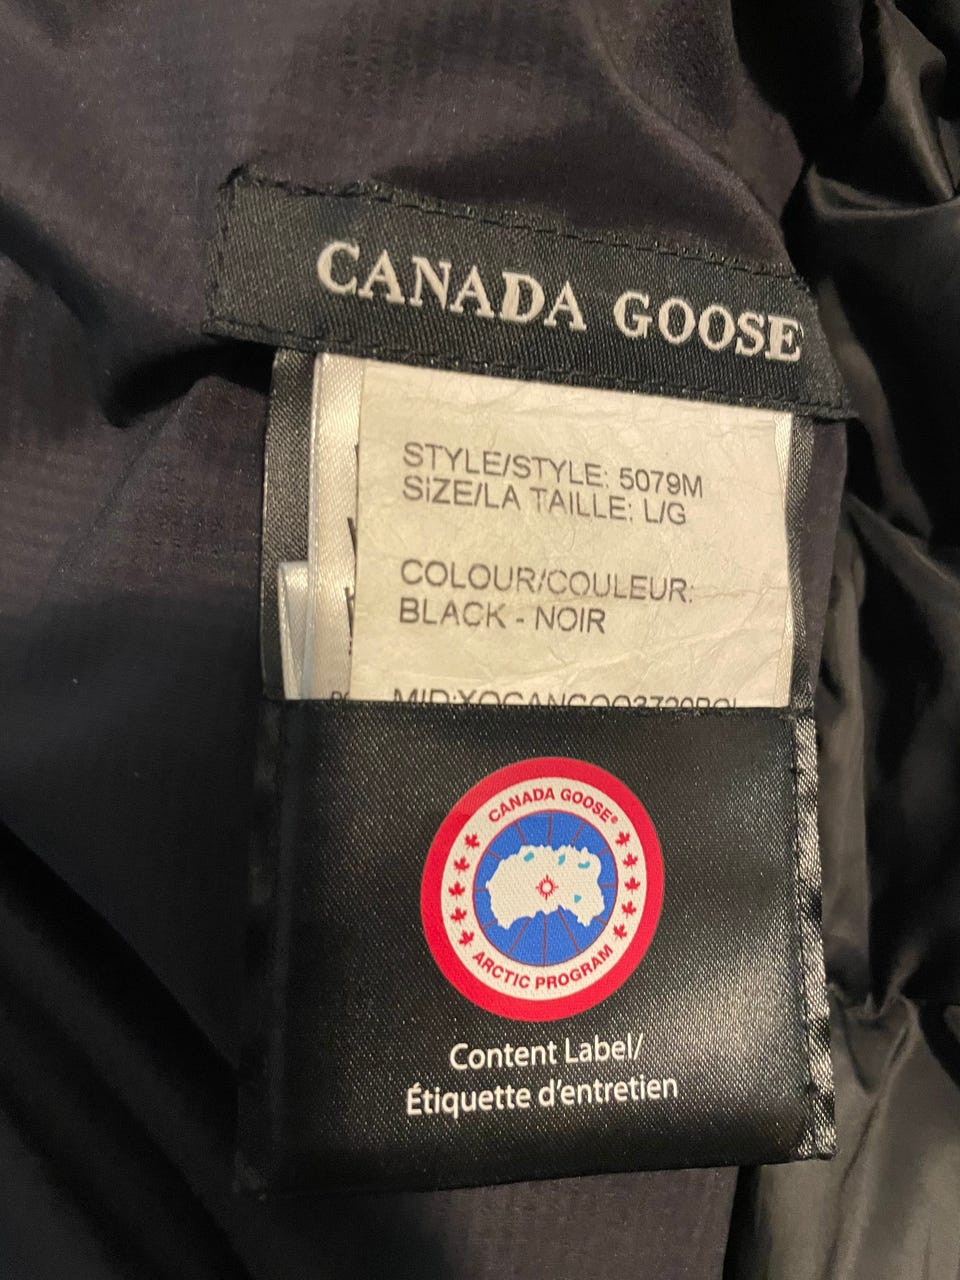 CANADA GOOSE
STYLE/STYLE: 5079M
SIZE/LA TAILLE: L/G
COLOUR/COULEUR:
BLACK - NOIR
CANADA GOOSE®
ARCTIC PROGRAM
Content Label/
Étiquette d'entretien